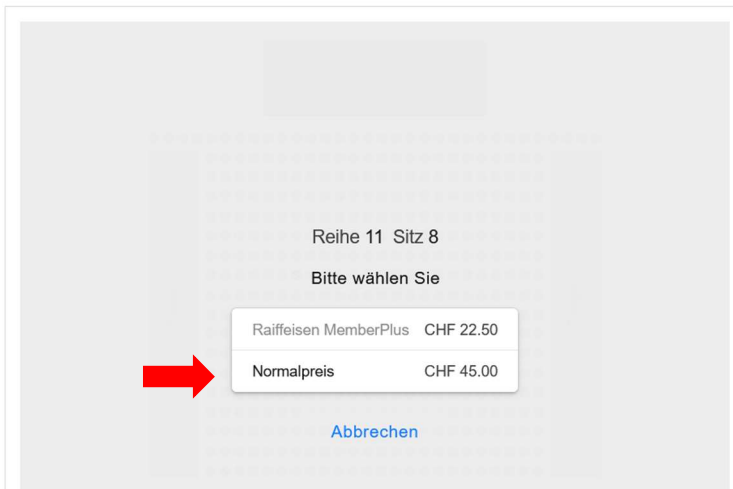 Reihe 11 Sitz 8
Bitte wählen Sie
Raiffeisen MemberPlus CHF 22.50
Normalpreis CHF 45.00
Abbrechen